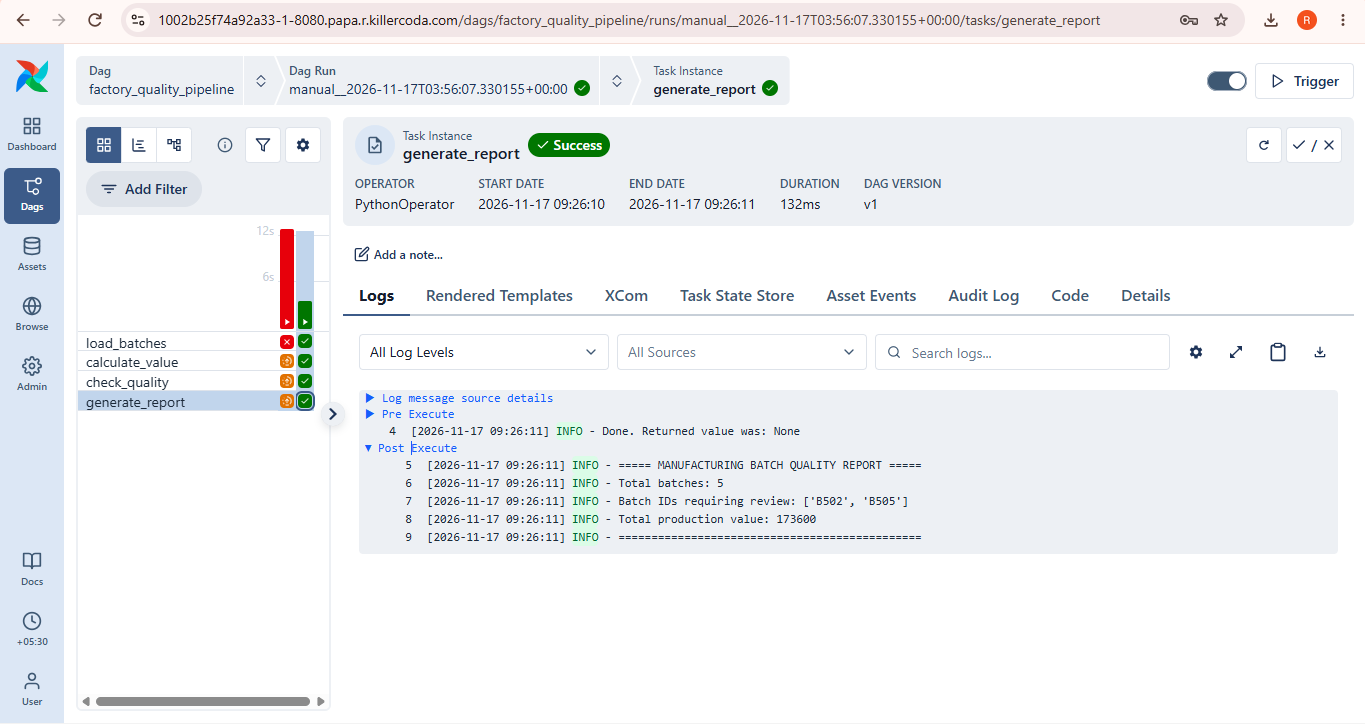 1002b25f74a92a33-1-8080.papa.r.killercoda.com/dags/factory_quality_pipeline/runs/manual__2026-11-17T03:56:07.330155+00:00/tasks/generate_report
R
Dag
factory_quality_pipeline
Dag Run
manual__2026-11-17T03:56:07.330155+00:00
Task Instance
generate_report
Trigger
Dashboard
Dags
Assets
Browse
Admin
Docs
+05:30
User
Add Filter
12s
6s
load_batches
calculate_value
check_quality
generate_report
Task Instance
generate_report
Success
/
OPERATOR START DATE END DATE DURATION DAG VERSION
PythonOperator 2026-11-17 09:26:10 2026-11-17 09:26:11 132ms v1
Add a note...
Logs Rendered Templates XCom Task State Store Asset Events Audit Log Code Details
All Log Levels All Sources Search logs...
Log message source details
Pre Execute
4 [2026-11-17 09:26:11] INFO - Done. Returned value was: None
Post Execute
5 [2026-11-17 09:26:11] INFO - ===== MANUFACTURING BATCH QUALITY REPORT =====
6 [2026-11-17 09:26:11] INFO - Total batches: 5
7 [2026-11-17 09:26:11] INFO - Batch IDs requiring review: ['B502', 'B505']
8 [2026-11-17 09:26:11] INFO - Total production value: 173600
9 [2026-11-17 09:26:11] INFO - ==============================================